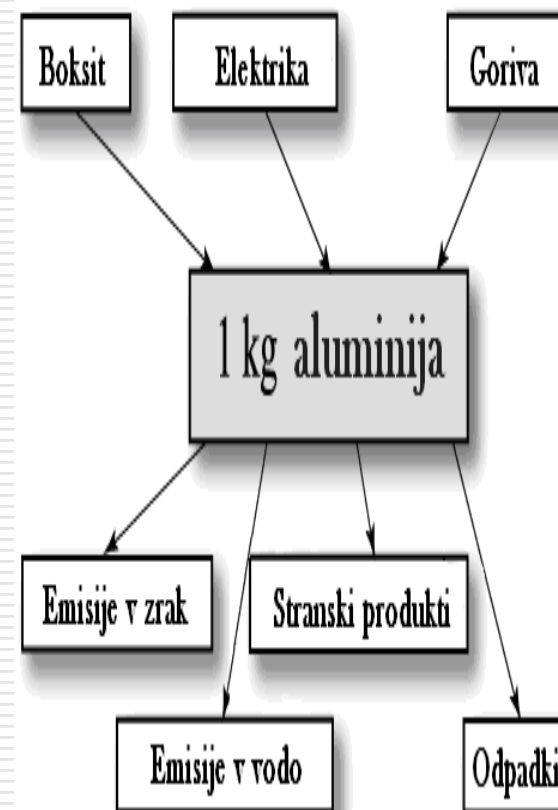 Boksit
Elektrika
Goriva
1 kg aluminija
Emisije v zrak
Stranski produkti
Emisije v vodo
Odpadki